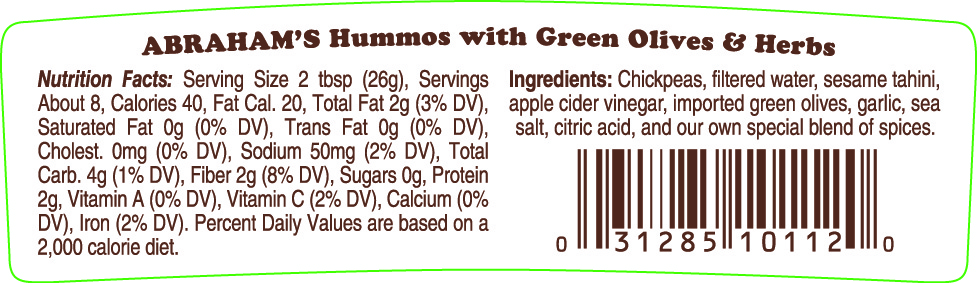 ABRAHAM'S Hummos with Green Olives & Herbs
Nutrition Facts: Serving Size 2 tbsp (26g), Servings
About 8, Calories 40, Fat Cal. 20, Total Fat 2g (3% DV),
Saturated Fat 0g (0% DV), Trans Fat 0g (0% DV),
Cholest. 0mg (0% DV), Sodium 50mg (2% DV), Total
Carb. 4g (1% DV), Fiber 2g (8% DV), Sugars 0g, Protein
2g, Vitamin A (0% DV), Vitamin C (2% DV), Calcium (0%
DV), Iron (2% DV). Percent Daily Values are based on a
2,000 calorie diet.
Ingredients: Chickpeas, filtered water, sesame tahini,
apple cider vinegar, imported green olives, garlic, sea
salt, citric acid, and our own special blend of spices.
0 31285 10112 0